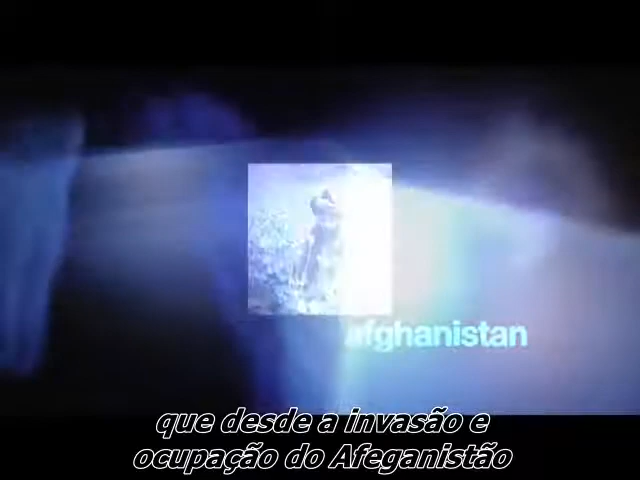 afghanistan
que desde a invasão e
ocupação do Afeganistão